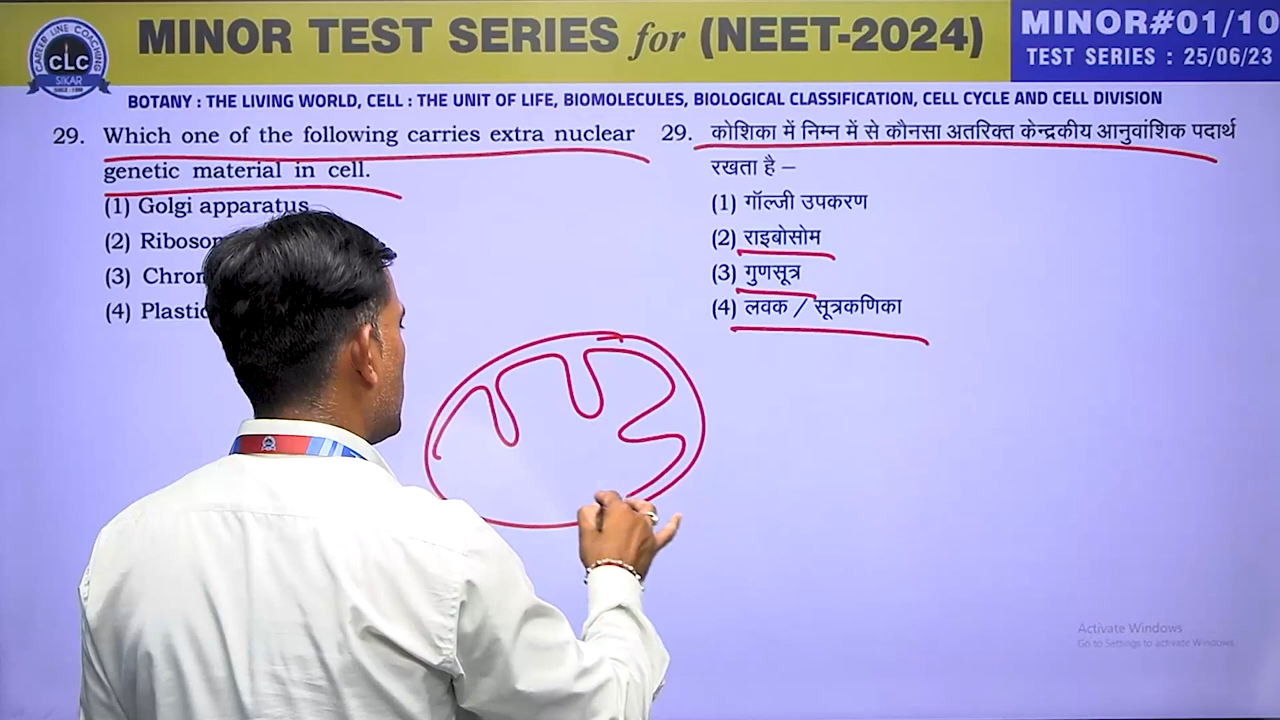 MINOR TEST SERIES for (NEET-2024)
MINOR#01/10
TEST SERIES : 25/06/23
CAREER LINE COACHING
CLC
SIKAR
BOTANY : THE LIVING WORLD, CELL : THE UNIT OF LIFE, BIOMOLECULES, BIOLOGICAL CLASSIFICATION, CELL CYCLE AND CELL DIVISION
29. Which one of the following carries extra nuclear
genetic material in cell.
(1) Golgi apparatus
(2)
(3)
(4)
29. कोशिका में निम्न में से कौनसा अतरिक्त केन्द्रकीय आनुवांशिक पदार्थ
रखता है –
(1) गॉल्जी उपकरण
(2) राइबोसोम
(3) गुणसूत्र
(4) लवक / सूत्रकणिका
Activate Windows
Go to Settings to activate Windows.